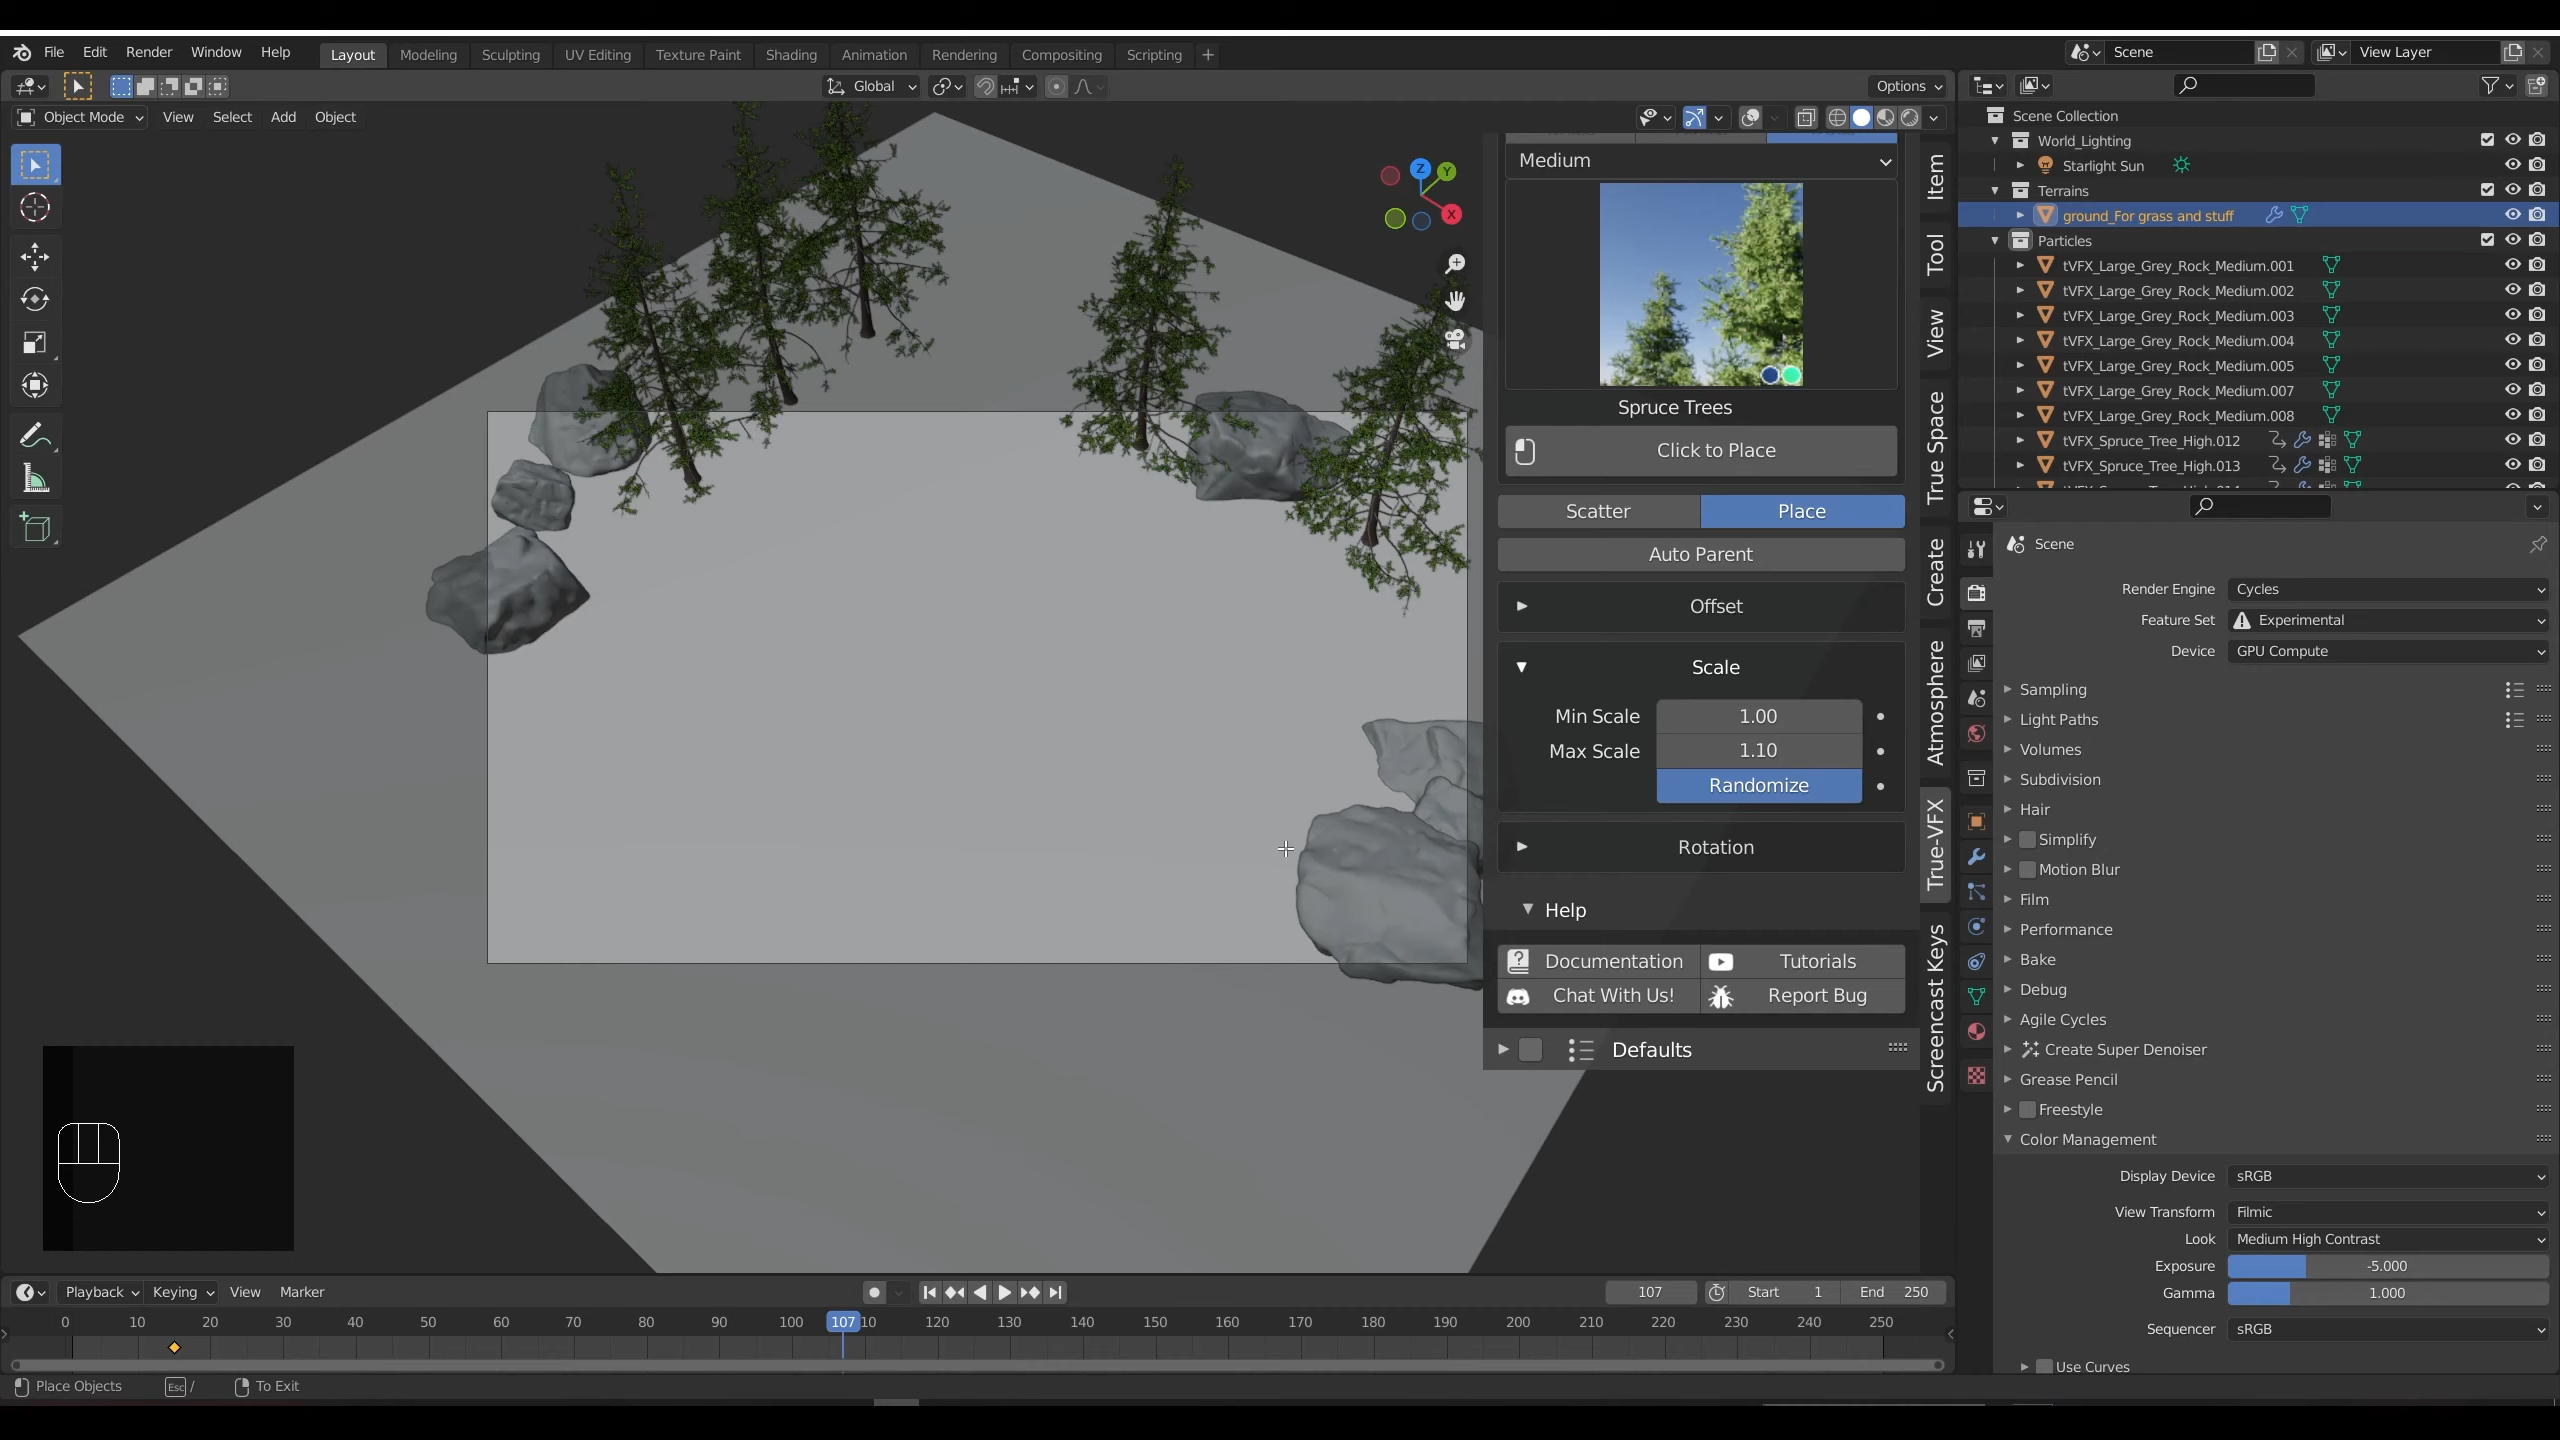 File Edit Render Window Help Layout Modeling Sculpting UV Editing Texture Paint Shading Animation Rendering Compositing Scripting + Scene View Layer
Global Options
Object Mode View Select Add Object
Z Y X
Medium
Spruce Trees
Click to Place
Scatter Place
Auto Parent
Offset
Scale
Min Scale 1.00
Max Scale 1.10
Randomize
Rotation
Help
Documentation Tutorials
Chat With Us! Report Bug
Defaults
Item
Tool
View
True Space
Create
Atmosphere
True-VFX
Screencast Keys
Scene Collection
World_Lighting
Starlight Sun
Terrains
ground_For grass and stuff
Particles
tVFX_Large_Grey_Rock_Medium.001
tVFX_Large_Grey_Rock_Medium.002
tVFX_Large_Grey_Rock_Medium.003
tVFX_Large_Grey_Rock_Medium.004
tVFX_Large_Grey_Rock_Medium.005
tVFX_Large_Grey_Rock_Medium.007
tVFX_Large_Grey_Rock_Medium.008
tVFX_Spruce_Tree_High.012
tVFX_Spruce_Tree_High.013
Scene
Render Engine Cycles
Feature Set Experimental
Device GPU Compute
Sampling
Light Paths
Volumes
Subdivision
Hair
Simplify
Motion Blur
Film
Performance
Bake
Debug
Agile Cycles
Create Super Denoiser
Grease Pencil
Freestyle
Color Management
Display Device sRGB
View Transform Filmic
Look Medium High Contrast
Exposure -5.000
Gamma 1.000
Sequencer sRGB
Use Curves
Playback Keying View Marker 107 Start 1 End 250
0 10 20 30 40 50 60 70 80 90 100 107 10 120 130 140 150 160 170 180 190 200 210 220 230 240 250
Place Objects Esc / To Exit